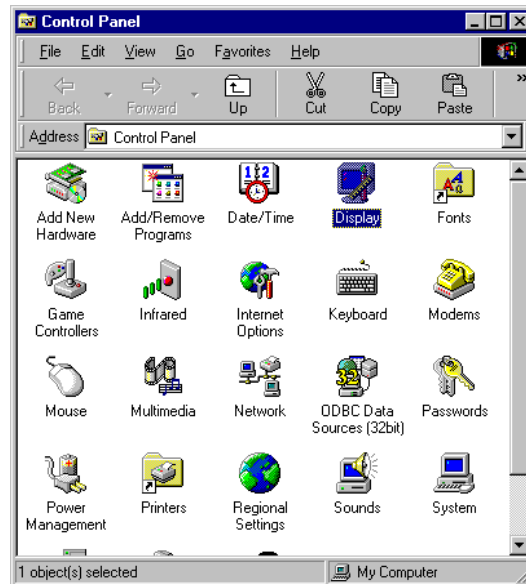 Control Panel
File Edit View Go Favorites Help
Back Forward Up Cut Copy Paste »
Address Control Panel
Add New Hardware
Add/Remove Programs
Date/Time
Display
Fonts
Game Controllers
Infrared
Internet Options
Keyboard
Modems
Mouse
Multimedia
Network
ODBC Data Sources (32bit)
Passwords
Power Management
Printers
Regional Settings
Sounds
System
1 object(s) selected
My Computer